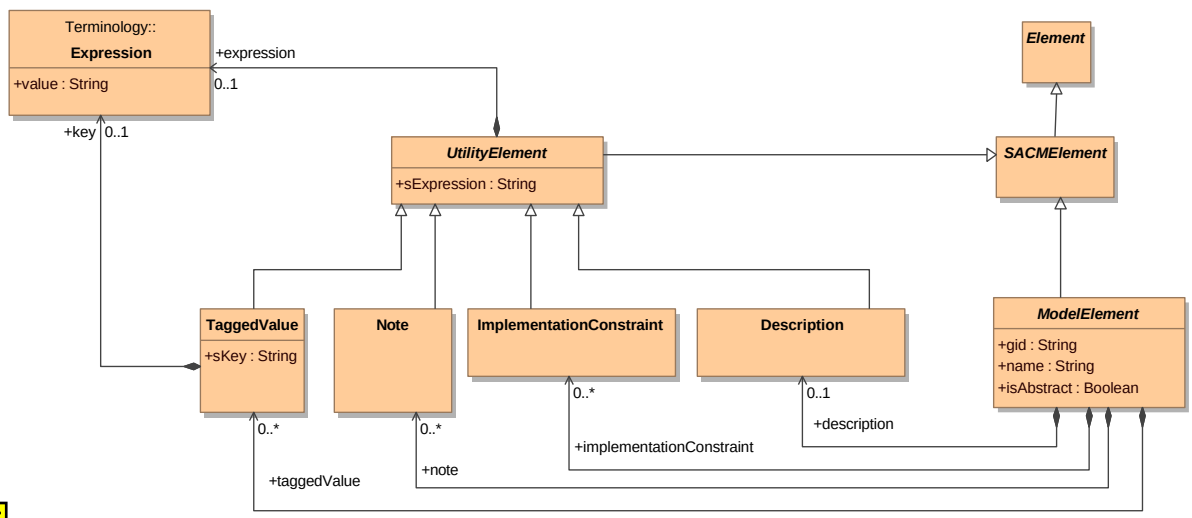 Terminology::
Expression
+value : String
+expression
0..1
+key
0..1
Element
UtilityElement
+sExpression : String
SACMElement
TaggedValue
+sKey : String
Note
ImplementationConstraint
Description
ModelElement
+gid : String
+name : String
+isAbstract : Boolean
0..*
0..*
0..*
0..1
+description
+implementationConstraint
+note
+taggedValue